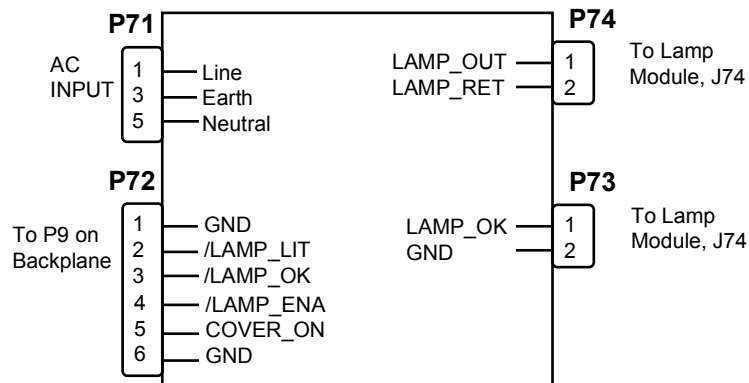 P71
AC
INPUT
1 Line
3 Earth
5 Neutral
P74
LAMP_OUT 1
LAMP_RET 2
To Lamp
Module, J74
P72
To P9 on
Backplane
1 GND
2 /LAMP_LIT
3 /LAMP_OK
4 /LAMP_ENA
5 COVER_ON
6 GND
P73
LAMP_OK 1
GND 2
To Lamp
Module, J74